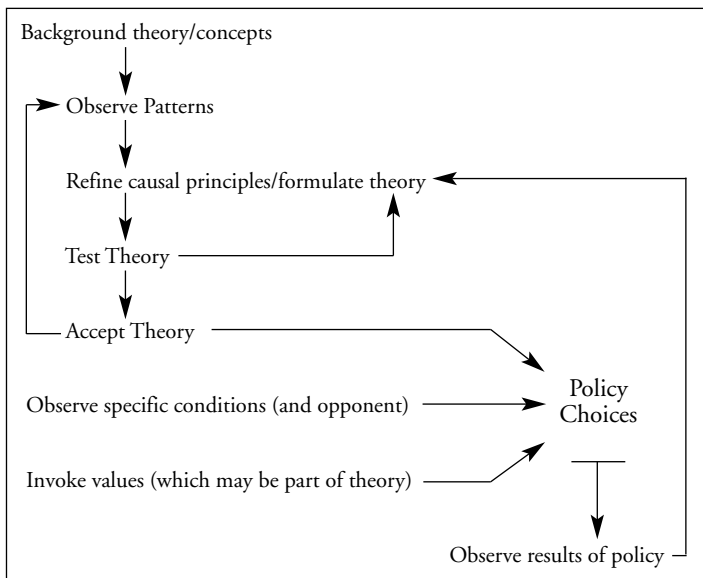 Background theory/concepts
Observe Patterns
Refine causal principles/formulate theory
Test Theory
Accept Theory
Observe specific conditions (and opponent)
Policy
Choices
Invoke values (which may be part of theory)
Observe results of policy